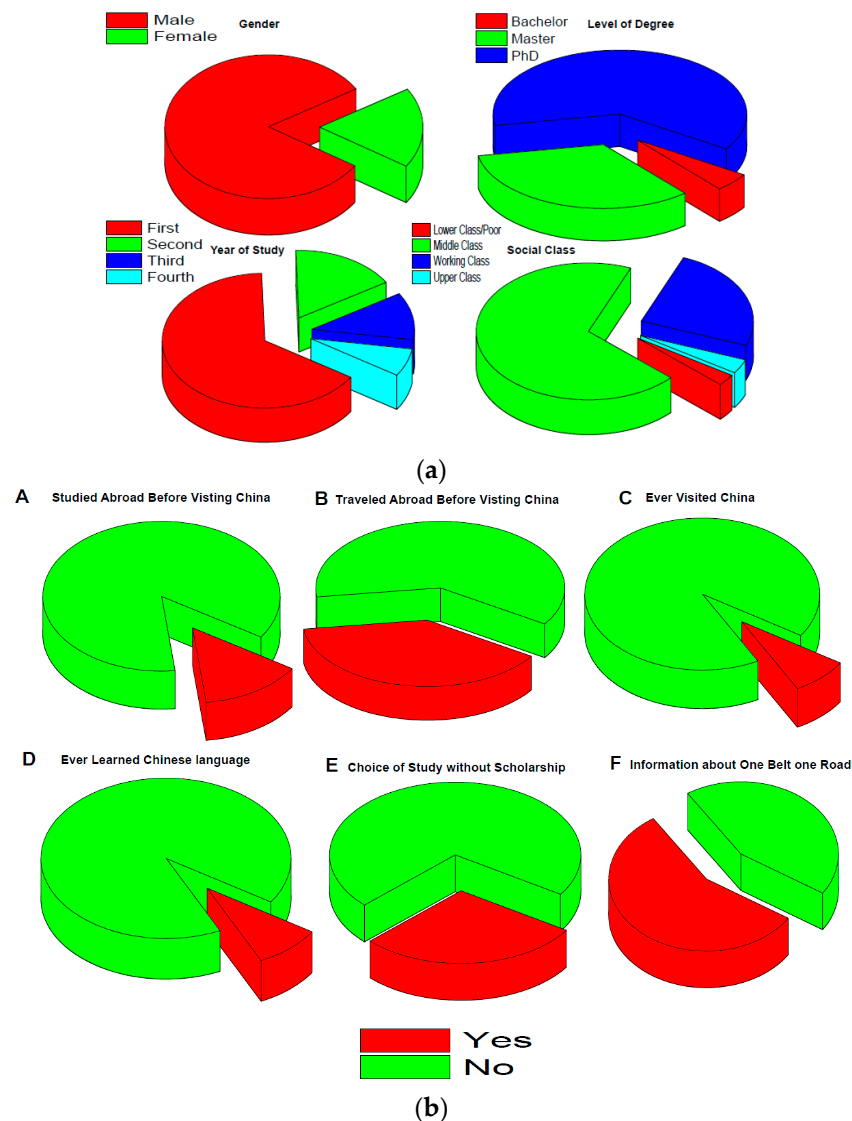 Male
Female
Gender
Bachelor
Master
PhD
Level of Degree
First
Second
Third
Fourth
Year of Study
Lower Class/Poor
Middle Class
Working Class
Upper Class
Social Class
(a)
A Studied Abroad Before Visting China
B Traveled Abroad Before Visting China
C Ever Visited China
D Ever Learned Chinese language
E Choice of Study without Scholarship
F Information about One Belt one Road
Yes
No
(b)